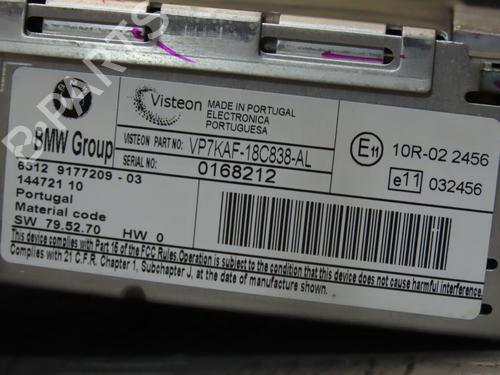 Visteon
MADE IN PORTUGAL
ELECTRONICA
PORTUGUESA
BMW Group
VISTEON PART NO: VP7KAF-18C838-AL
SERIAL NO: 0168212
E11 10R-02 2456
e11 032456
6512 9177209 - 03
144721 10
Portugal
Material code
SW 79.52.70 HW 0
This device complies with Part 16 of the FCC Rules. Operation is subject to the condition that this device does not cause harmful interference.
Complies with 21 C.F.R. Chapter 1, Subchapter J, at the date of manufacture shown.
B-PARTS